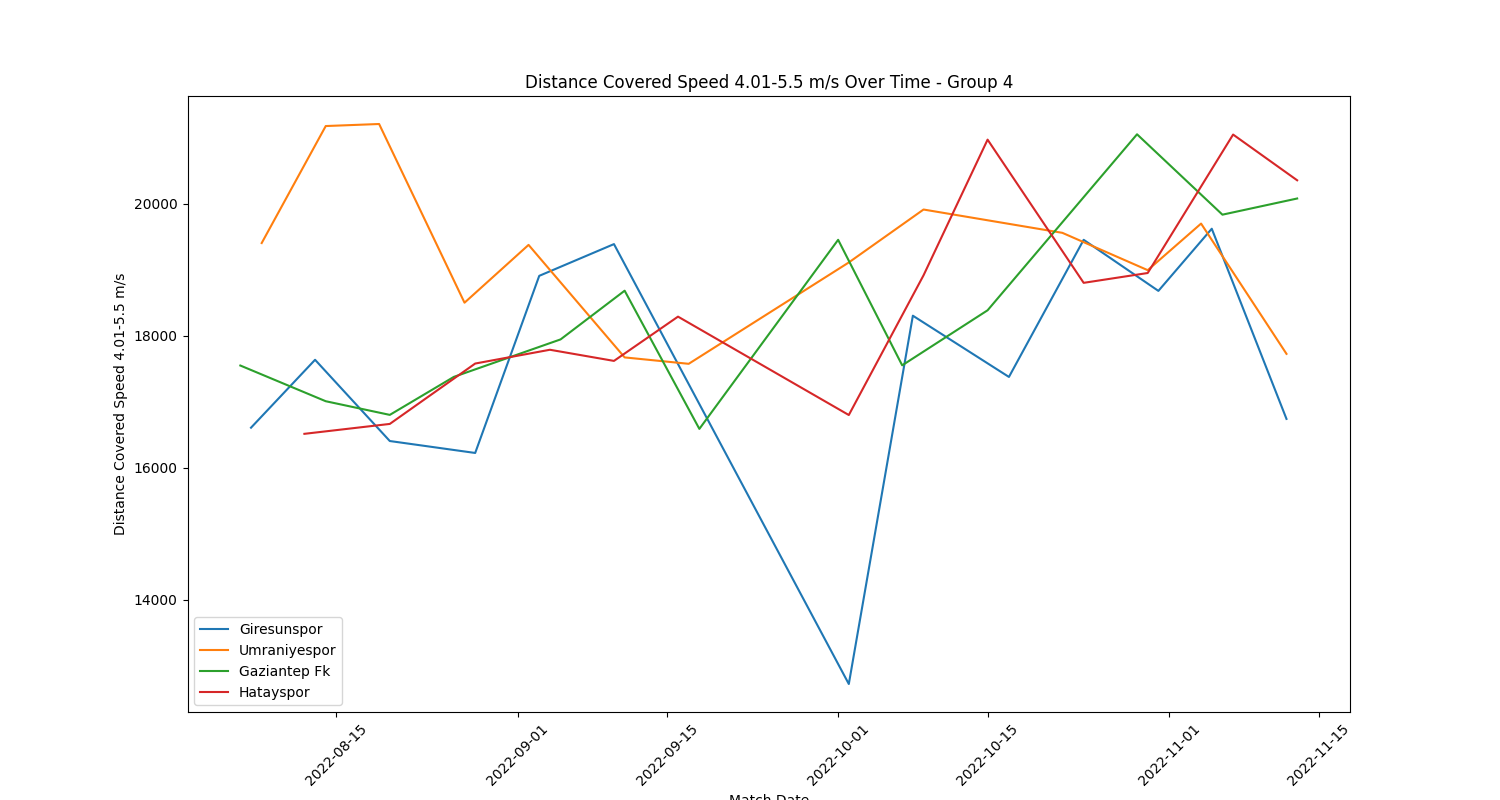 Distance Covered Speed 4.01-5.5 m/s Over Time - Group 4
Distance Covered Speed 4.01-5.5 m/s
20000
18000
16000
14000
Giresunspor
Umraniyespor
Gaziantep Fk
Hatayspor
2022-08-15
2022-09-01
2022-09-15
2022-10-01
2022-10-15
2022-11-01
2022-11-15
Match Date